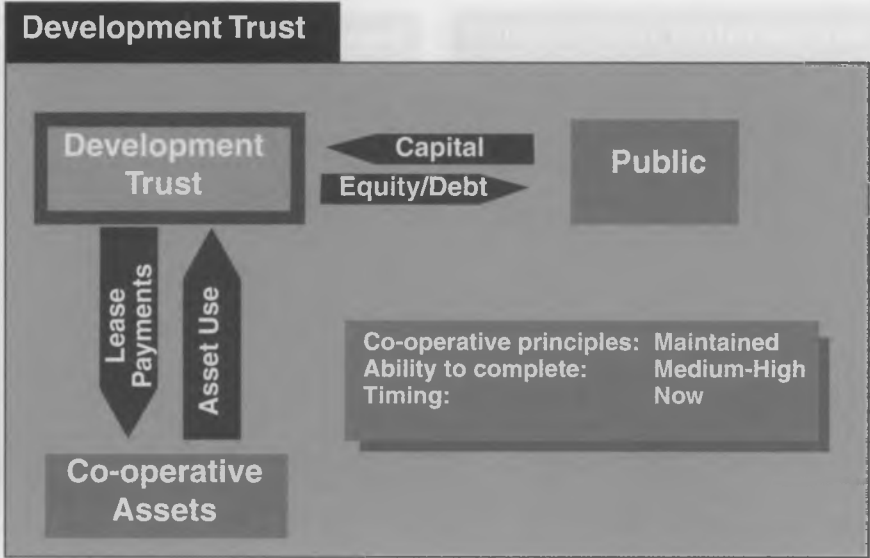 Development Trust
Development
Trust
Capital
Equity/Debt
Public
Lease
Payments
Asset Use
Co-operative principles: Maintained
Ability to complete: Medium-High
Timing: Now
Co-operative
Assets